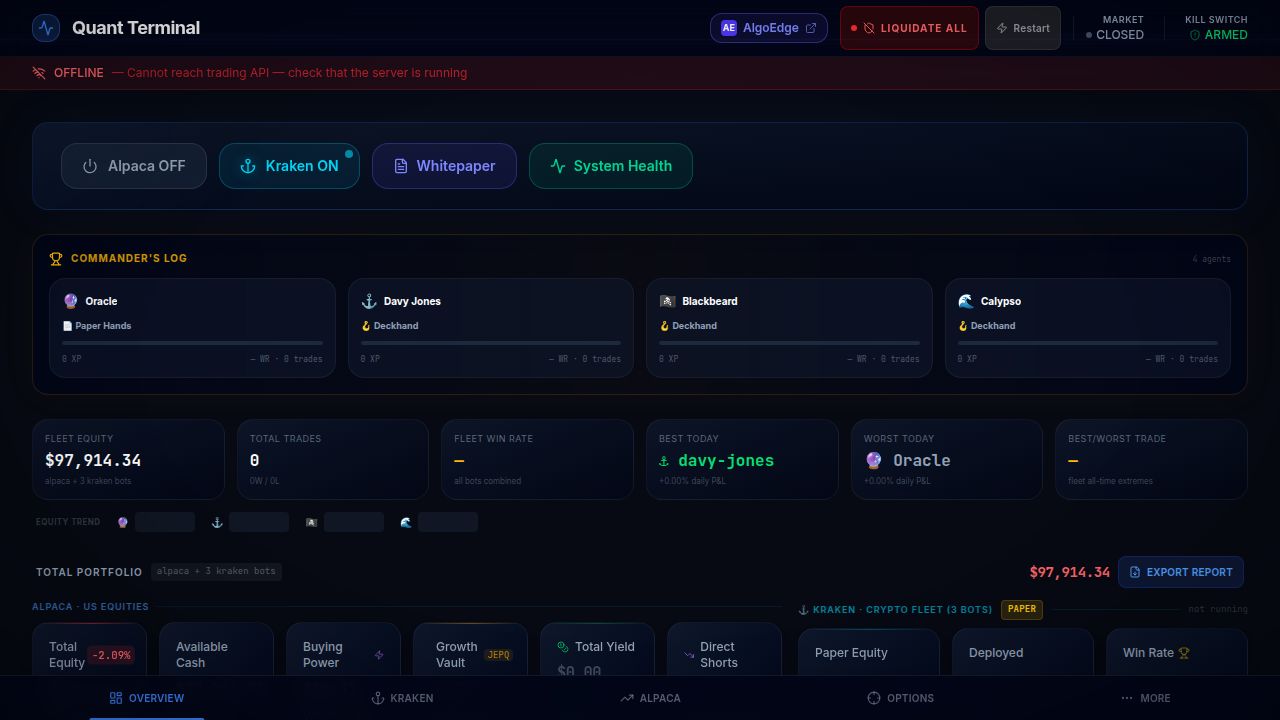 Quant Terminal
AE AlgoEdge
LIQUIDATE ALL
Restart
MARKET
CLOSED
KILL SWITCH
ARMED
OFFLINE — Cannot reach trading API — check that the server is running
Alpaca OFF
Kraken ON
Whitepaper
System Health
COMMANDER'S LOG
4 agents
Oracle
Paper Hands
0 XP
— WR · 0 trades
Davy Jones
Deckhand
0 XP
— WR · 0 trades
Blackbeard
Deckhand
0 XP
— WR · 0 trades
Calypso
Deckhand
0 XP
— WR · 0 trades
FLEET EQUITY
$97,914.34
alpaca + 3 kraken bots
TOTAL TRADES
0
0W / 0L
FLEET WIN RATE
—
all bots combined
BEST TODAY
davy-jones
+0.00% daily P&L
WORST TODAY
Oracle
+0.00% daily P&L
BEST/WORST TRADE
—
fleet all-time extremes
EQUITY TREND
TOTAL PORTFOLIO
alpaca + 3 kraken bots
$97,914.34
EXPORT REPORT
ALPACA · US EQUITIES
KRAKEN · CRYPTO FLEET (3 BOTS)
PAPER
not running
Total Equity
-2.09%
Available Cash
Buying Power
Growth Vault
JEPQ
Total Yield
$0.00
Direct Shorts
Paper Equity
Deployed
Win Rate
OVERVIEW
KRAKEN
ALPACA
OPTIONS
MORE